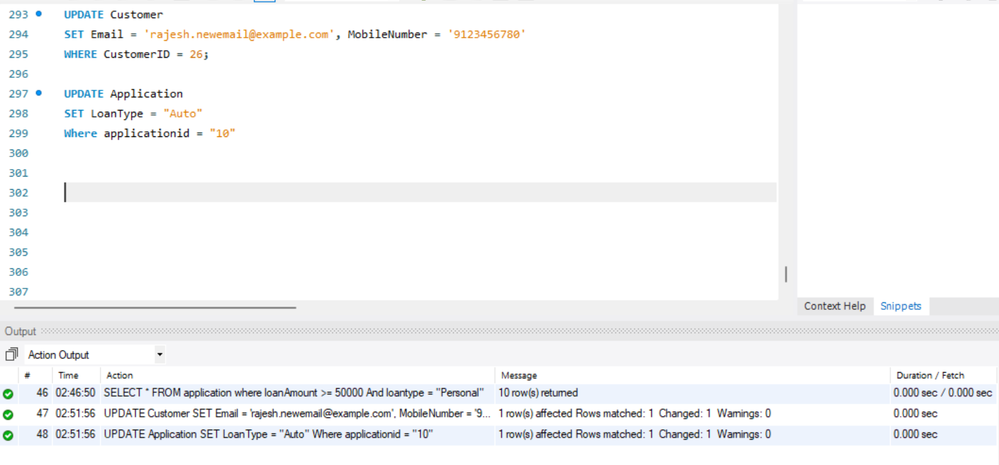 293 UPDATE Customer
294 SET Email = 'rajesh.newemail@example.com', MobileNumber = '9123456780'
295 WHERE CustomerID = 26;
296
297 UPDATE Application
298 SET LoanType = "Auto"
299 Where applicationid = "10"
300
301
302
303
304
305
306
307
Context Help Snippets
Output
Action Output
# Time Action Message Duration / Fetch
46 02:46:50 SELECT * FROM application where loanAmount >= 50000 And loantype = "Personal" 10 row(s) returned 0.000 sec / 0.000 sec
47 02:51:56 UPDATE Customer SET Email = 'rajesh.newemail@example.com', MobileNumber = '9... 1 row(s) affected Rows matched: 1 Changed: 1 Warnings: 0 0.000 sec
48 02:51:56 UPDATE Application SET LoanType = "Auto" Where applicationid = "10" 1 row(s) affected Rows matched: 1 Changed: 1 Warnings: 0 0.000 sec